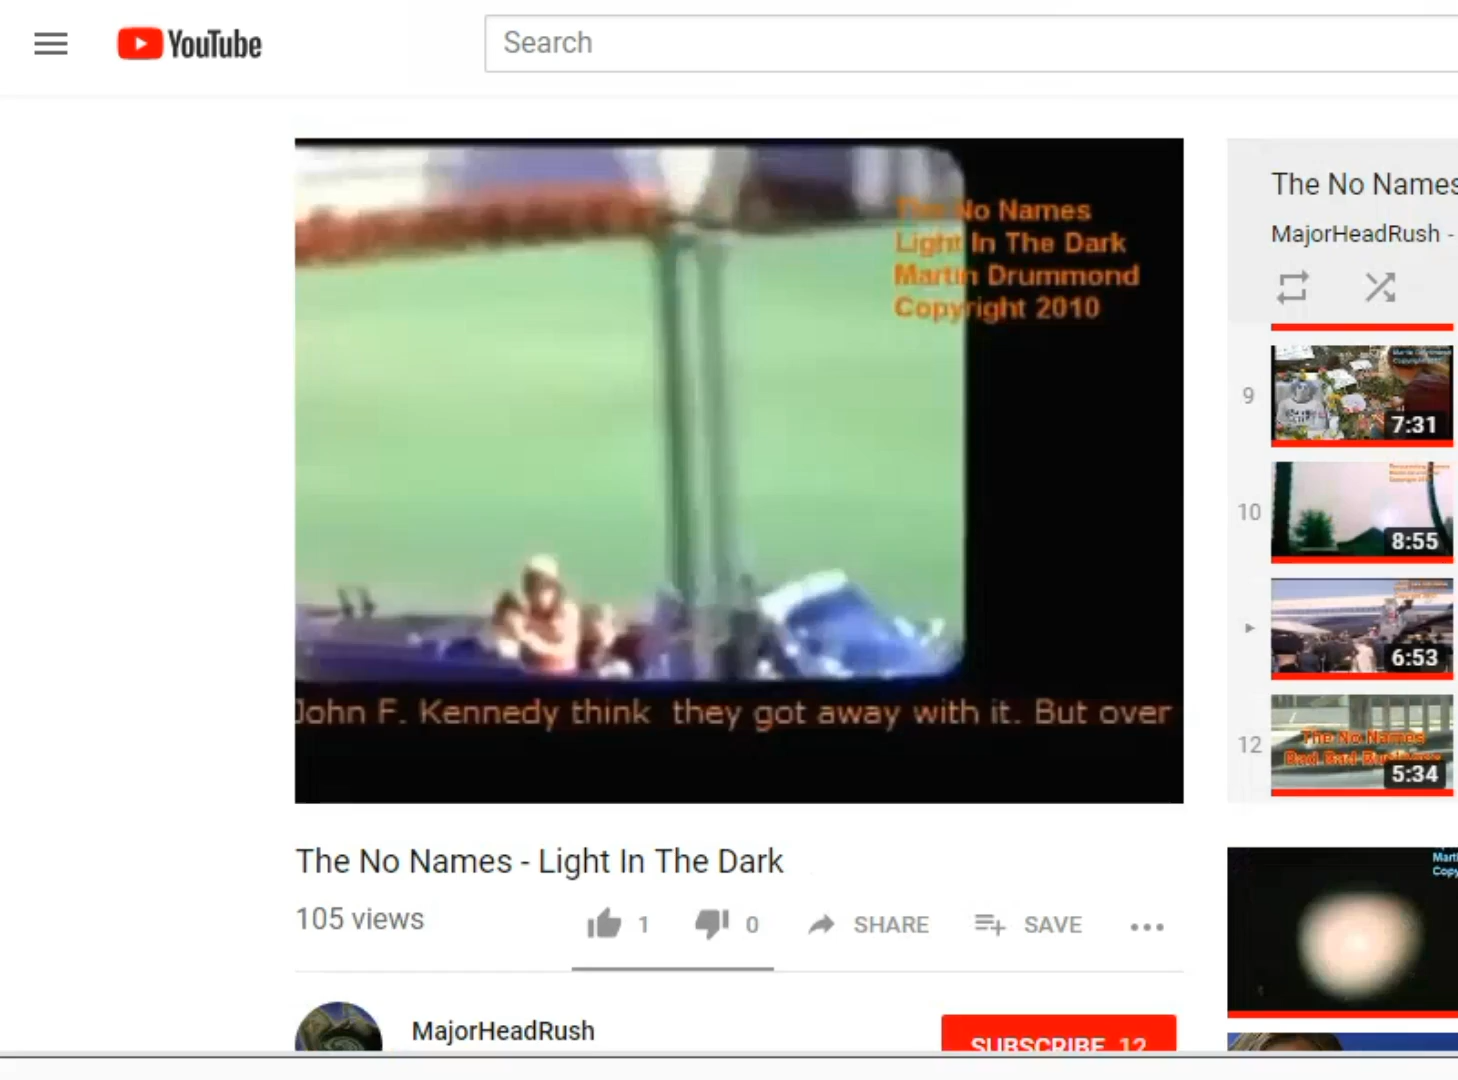 YouTube
Search
The No Names
Light In The Dark
Martin Drummond
Copyright 2010
John F. Kennedy think they got away with it. But over
The No Names - Light In The Dark
105 views
1
0
SHARE
SAVE
MajorHeadRush
SUBSCRIBE 12
The No Names
MajorHeadRush -
9
7:31
10
8:55
6:53
12
The No Names
Bad Bad
5:34